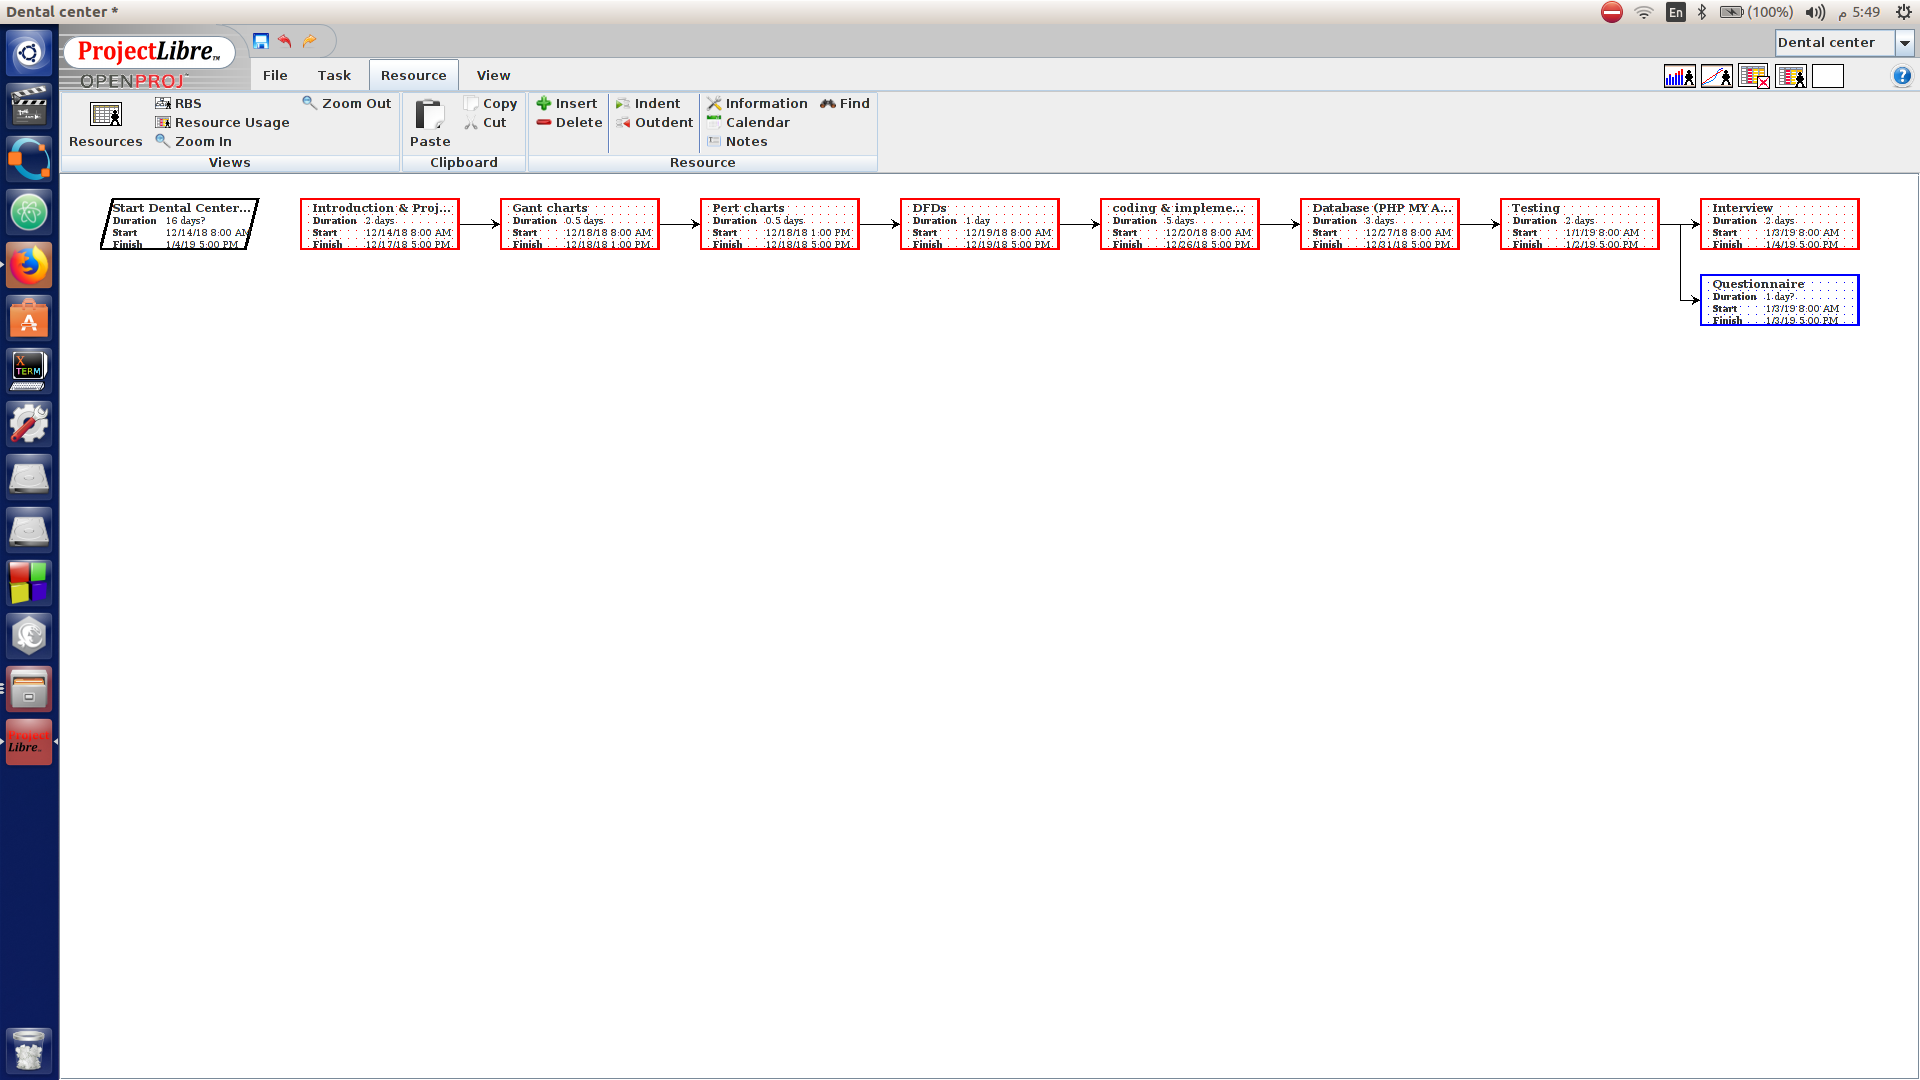 Dental center *
En
(100%)
5:49 م
ProjectLibre™
OPENPROJ
Dental center
File Task Resource View
Resources
RBS
Resource Usage
Zoom In
Zoom Out
Views
Paste
Copy
Cut
Clipboard
Insert
Delete
Indent
Outdent
Information
Calendar
Notes
Find
Resource
Start Dental Center...
Duration 16 days?
Start 12/14/18 8:00 AM
Finish 1/4/19 5:00 PM
Introduction & Proj...
Duration 2 days
Start 12/14/18 8:00 AM
Finish 12/17/18 5:00 PM
Gant charts
Duration 0.5 days
Start 12/18/18 8:00 AM
Finish 12/18/18 1:00 PM
Pert charts
Duration 0.5 days
Start 12/18/18 1:00 PM
Finish 12/18/18 5:00 PM
DFDs
Duration 1 day
Start 12/19/18 8:00 AM
Finish 12/19/18 5:00 PM
coding & impleme...
Duration 5 days
Start 12/20/18 8:00 AM
Finish 12/26/18 5:00 PM
Database (PHP MY A...
Duration 3 days
Start 12/27/18 8:00 AM
Finish 12/31/18 5:00 PM
Testing
Duration 2 days
Start 1/1/19 8:00 AM
Finish 1/2/19 5:00 PM
Interview
Duration 2 days
Start 1/3/19 8:00 AM
Finish 1/4/19 5:00 PM
Questionnaire
Duration 1 day?
Start 1/3/19 8:00 AM
Finish 1/3/19 5:00 PM
X
TERM
Project
Libre